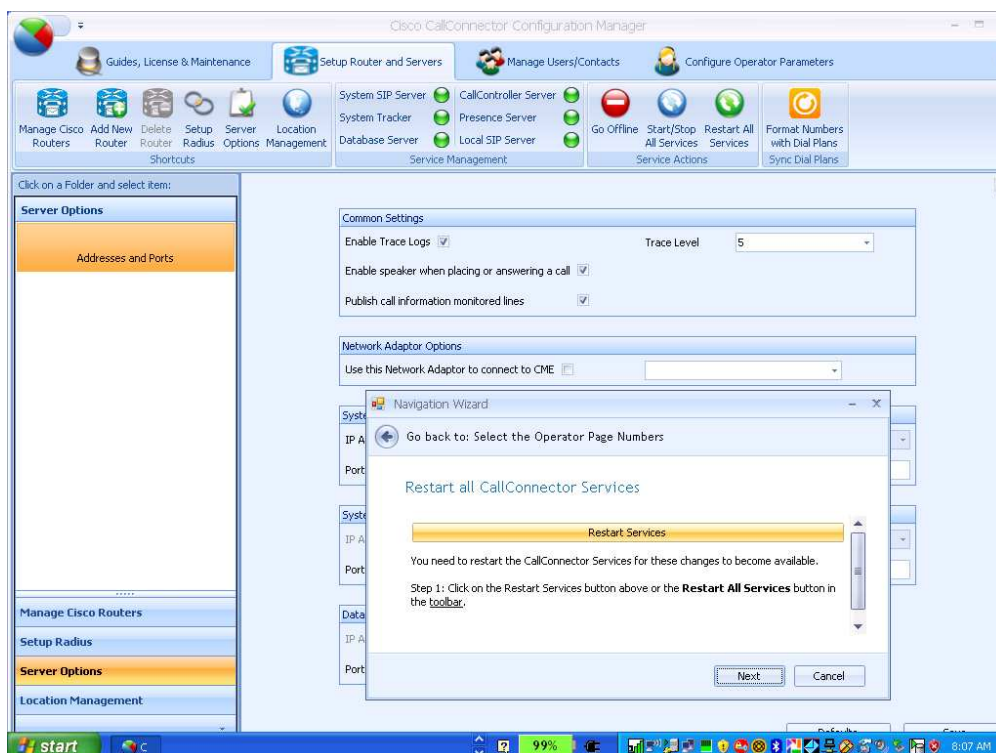 Cisco CallConnector Configuration Manager
Guides, License & Maintenance
Setup Router and Servers
Manage Users/Contacts
Configure Operator Parameters
Manage Cisco Routers
Add New Router
Delete Router
Setup Radius
Server Options
Location Management
Shortcuts
System SIP Server
CallController Server
System Tracker
Presence Server
Database Server
Local SIP Server
Service Management
Go Offline
Start/Stop All Services
Restart All Services
Service Actions
Format Numbers with Dial Plans
Sync Dial Plans
Click on a Folder and select item:
Server Options
Addresses and Ports
Common Settings
Enable Trace Logs
Trace Level
5
Enable speaker when placing or answering a call
Publish call information monitored lines
Network Adaptor Options
Use this Network Adaptor to connect to CME
Syste
IP A
Port
Syste
IP A
Port
Data
IP A
Port
Navigation Wizard
Go back to: Select the Operator Page Numbers
Restart all CallConnector Services
Restart Services
You need to restart the CallConnector Services for these changes to become available.
Step 1: Click on the Restart Services button above or the Restart All Services button in
the toolbar.
Next
Cancel
Manage Cisco Routers
Setup Radius
Server Options
Location Management
start
C
99%
8:07 AM